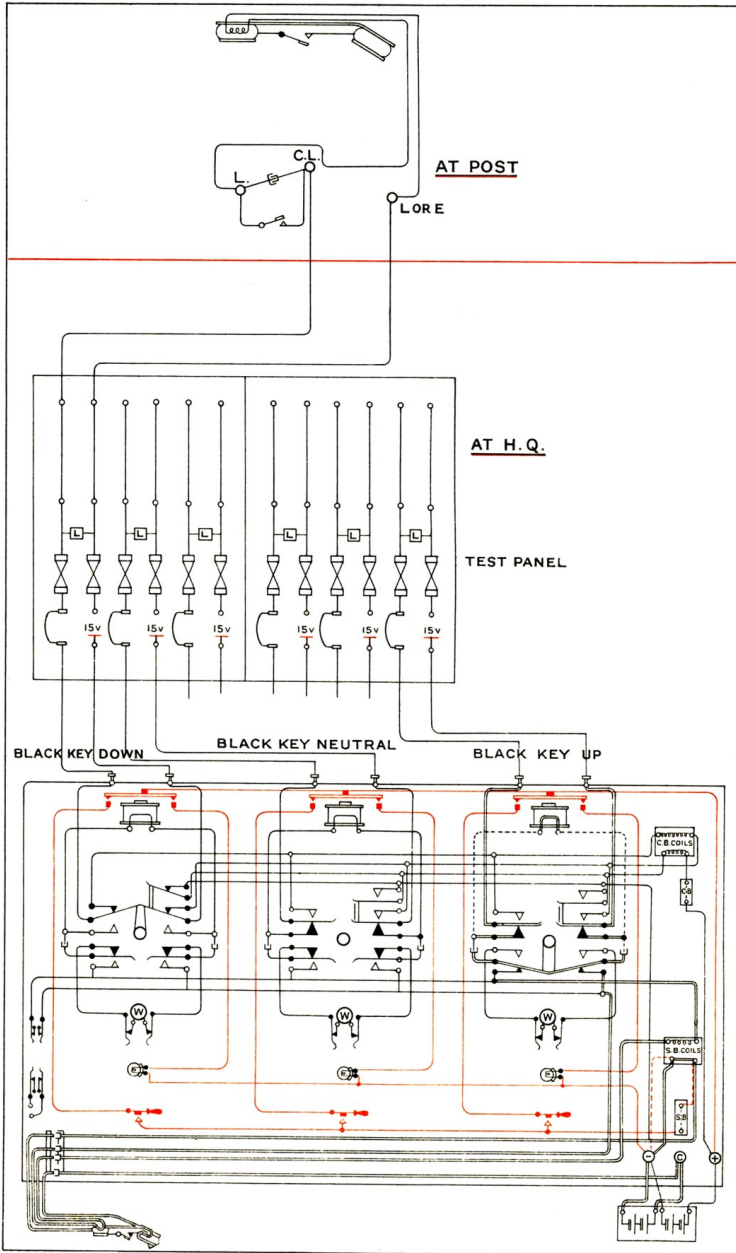 C.L.
L.
AT POST
L ORE
AT H.Q.
L L L L L L
TEST PANEL
15v 15v 15v 15v 15v 15v
BLACK KEY DOWN
BLACK KEY NEUTRAL
BLACK KEY UP
C.B.COILS
C.B
W W W
S.B.COILS
E E E
S.B
- C +